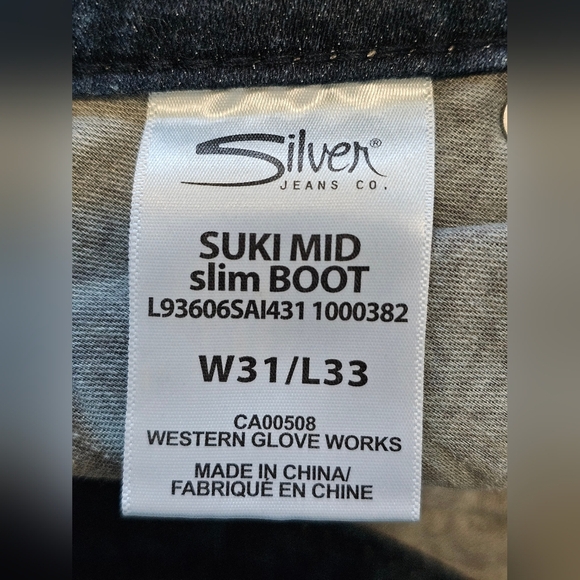 Silver®
JEANS CO.
SUKI MID
slim BOOT
L93606SAI431 1000382
W31/L33
CA00508
WESTERN GLOVE WORKS
MADE IN CHINA/
FABRIQUÉ EN CHINE